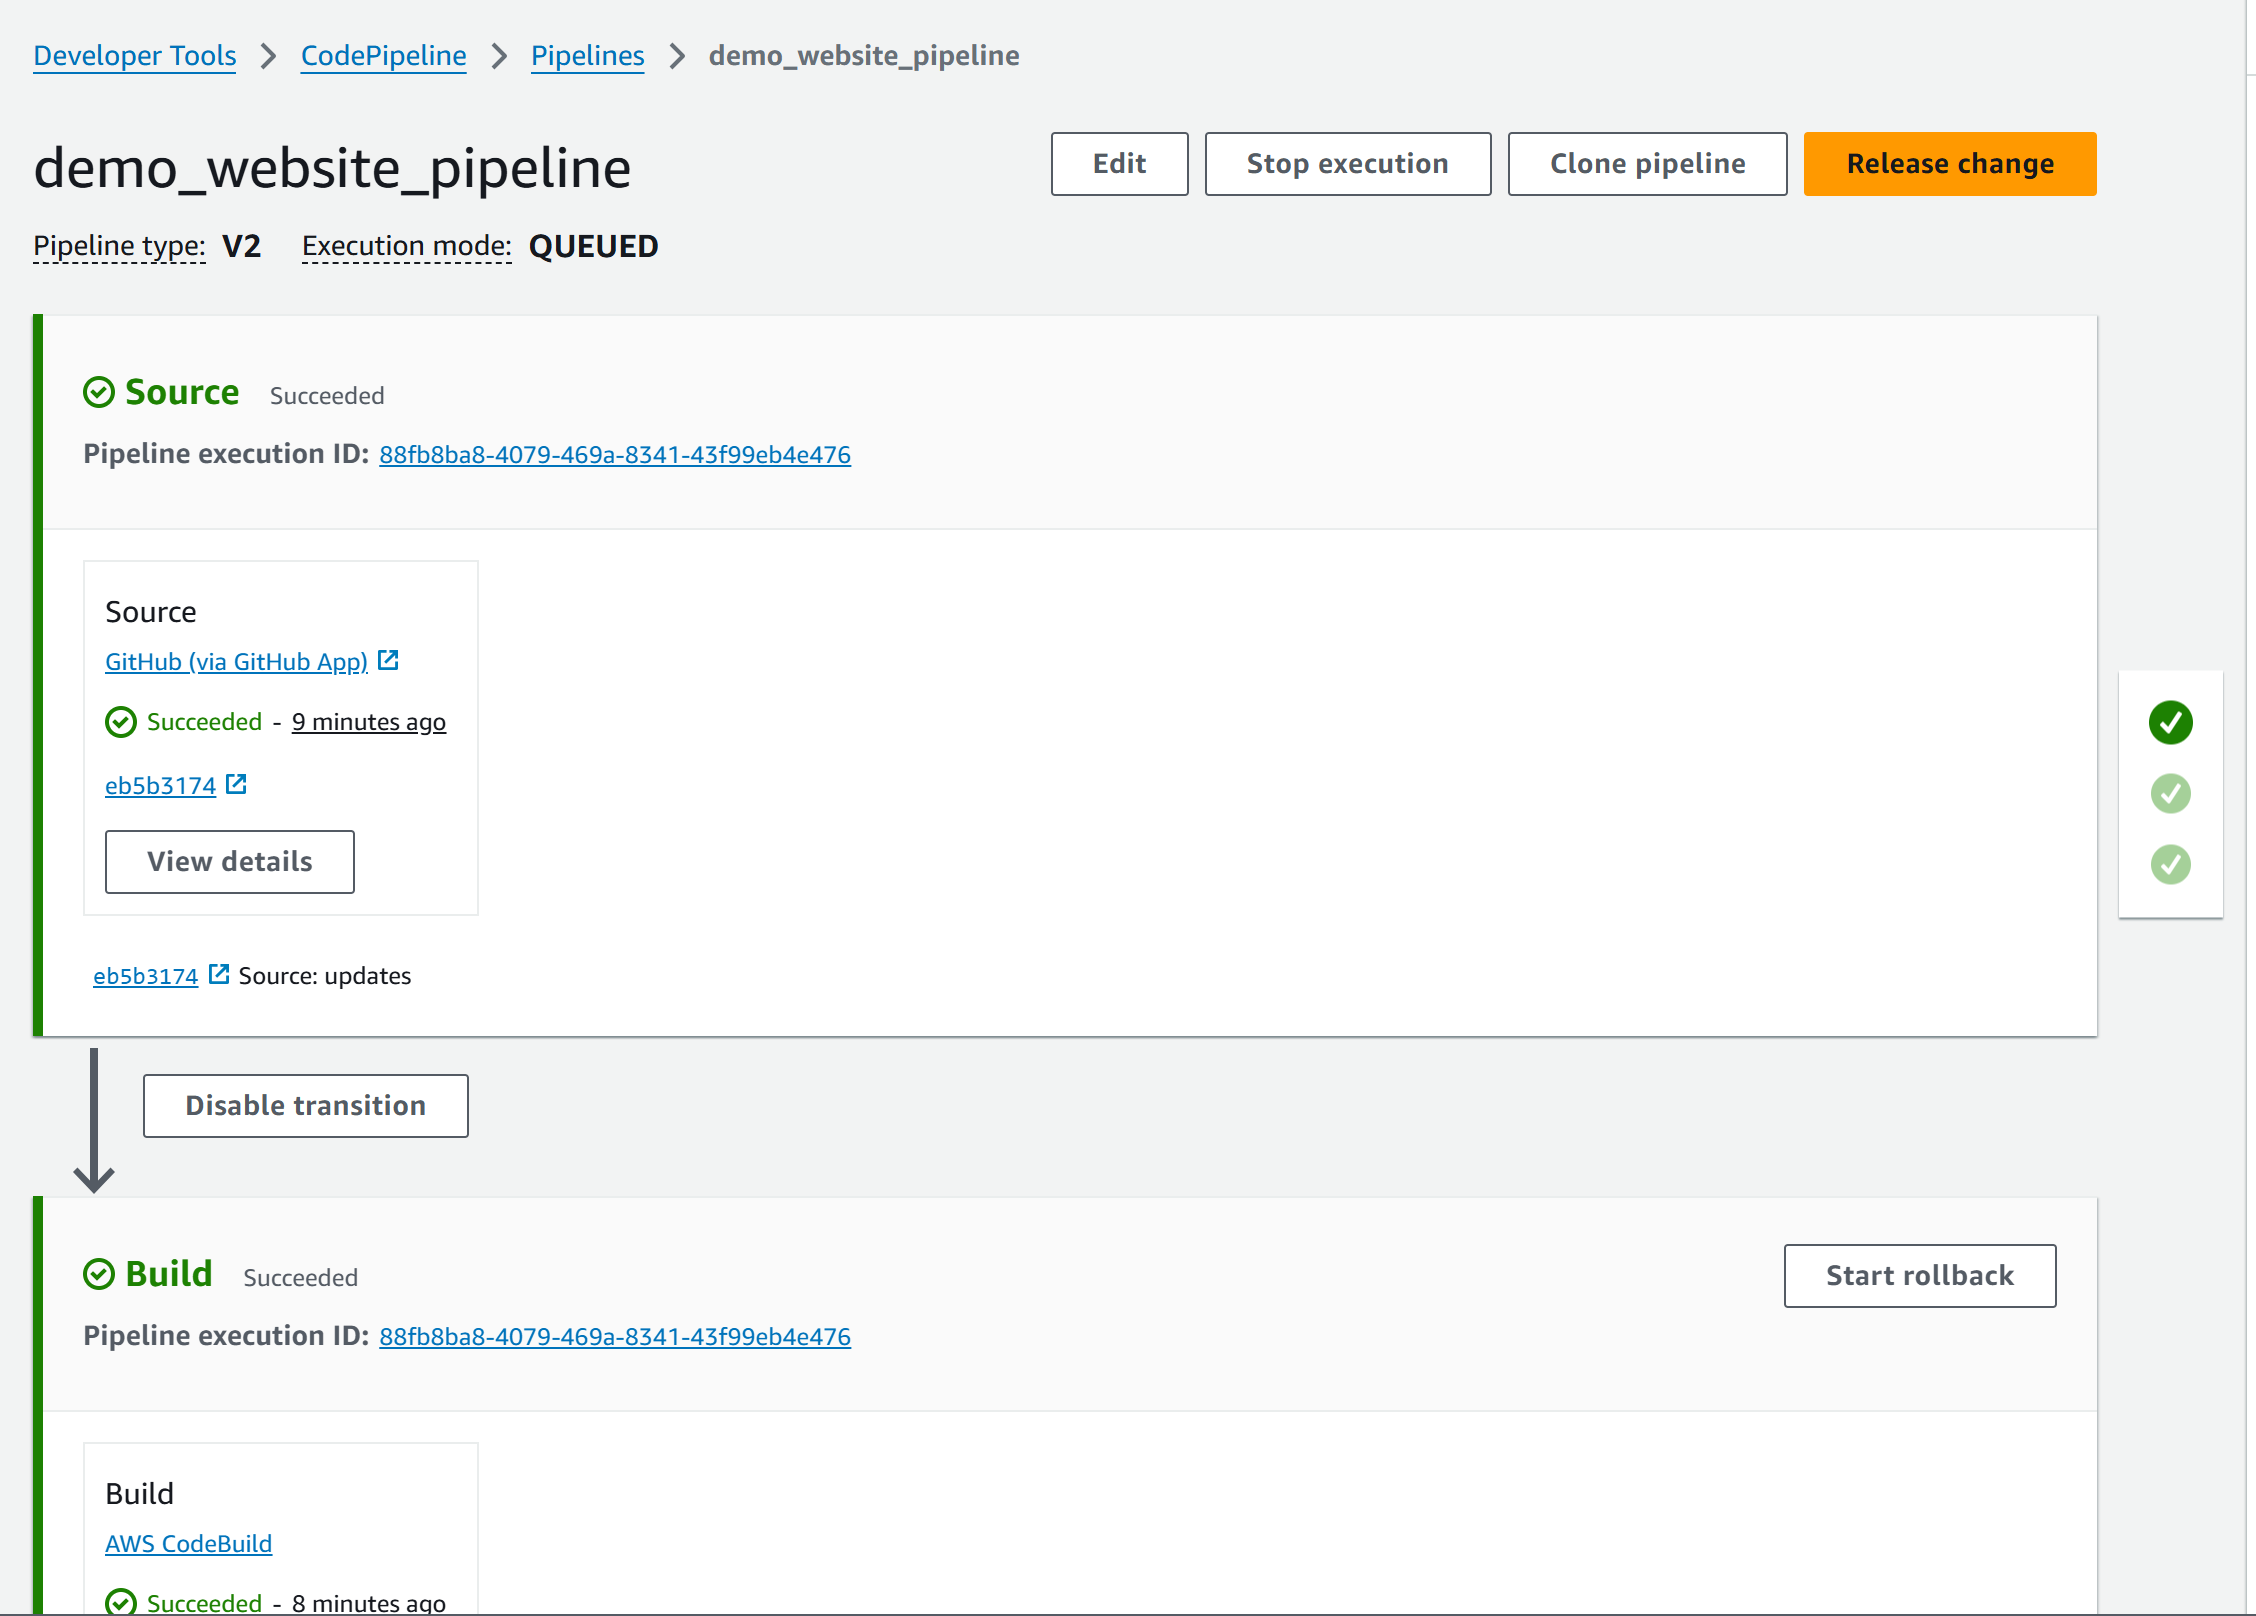 Developer Tools > CodePipeline > Pipelines > demo_website_pipeline
demo_website_pipeline
Edit
Stop execution
Clone pipeline
Release change
Pipeline type: V2 Execution mode: QUEUED
Source Succeeded
Pipeline execution ID: 88fb8ba8-4079-469a-8341-43f99eb4e476
Source
GitHub (via GitHub App)
Succeeded - 9 minutes ago
eb5b3174
View details
eb5b3174 Source: updates
Disable transition
Build Succeeded
Start rollback
Pipeline execution ID: 88fb8ba8-4079-469a-8341-43f99eb4e476
Build
AWS CodeBuild
Succeeded - 8 minutes ago